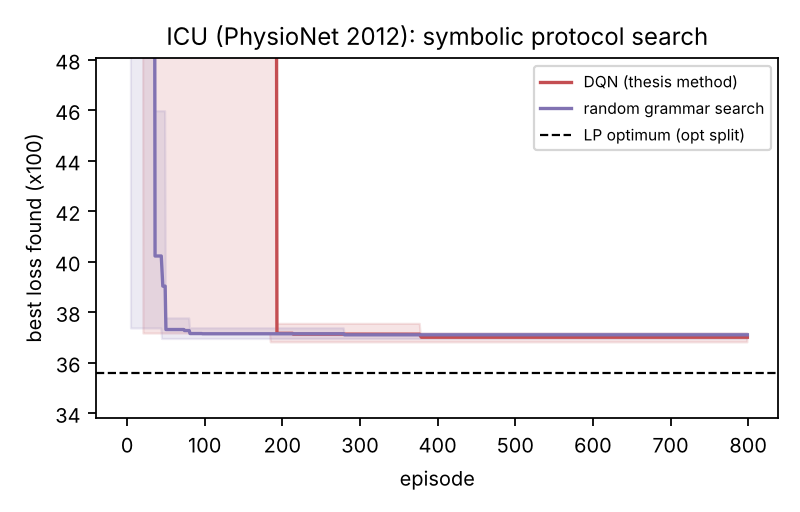 ICU (PhysioNet 2012): symbolic protocol search
best loss found (x100)
48
46
44
42
40
38
36
34
DQN (thesis method)
random grammar search
LP optimum (opt split)
0 100 200 300 400 500 600 700 800
episode